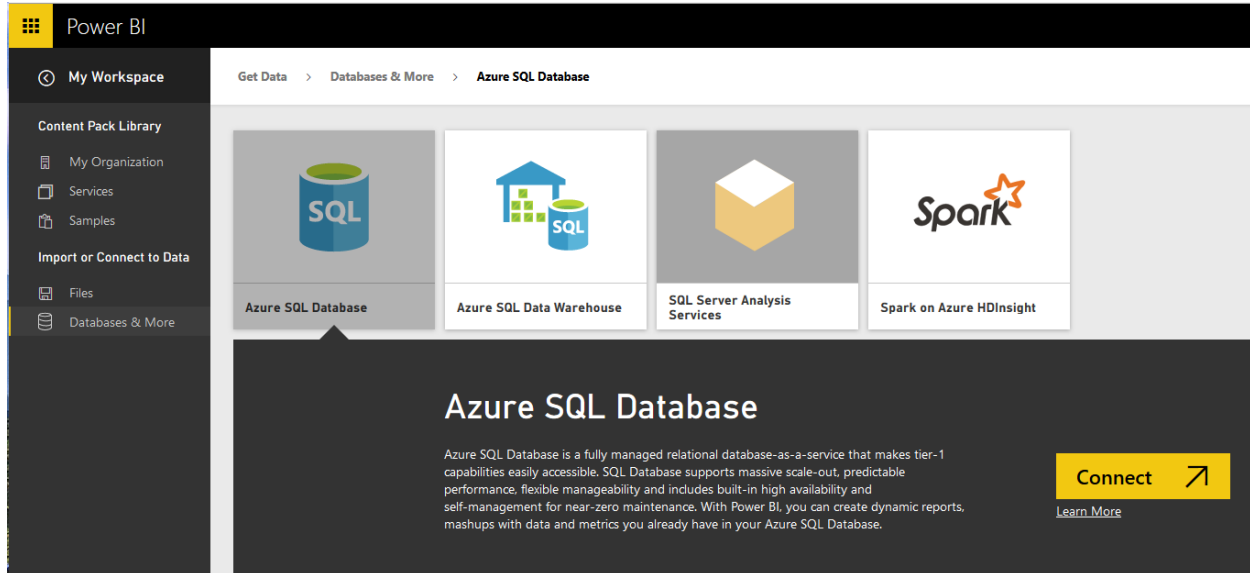 Power BI
My Workspace
Get Data > Databases & More > Azure SQL Database
Content Pack Library
My Organization
Services
Samples
Import or Connect to Data
Files
Databases & More
SQL
SQL
Spark
Azure SQL Database
Azure SQL Data Warehouse
SQL Server Analysis
Services
Spark on Azure HDInsight
Azure SQL Database
Azure SQL Database is a fully managed relational database-as-a-service that makes tier-1
capabilities easily accessible. SQL Database supports massive scale-out, predictable
performance, flexible manageability and includes built-in high availability and
self-management for near-zero maintenance. With Power BI, you can create dynamic reports,
mashups with data and metrics you already have in your Azure SQL Database.
Connect
Learn More